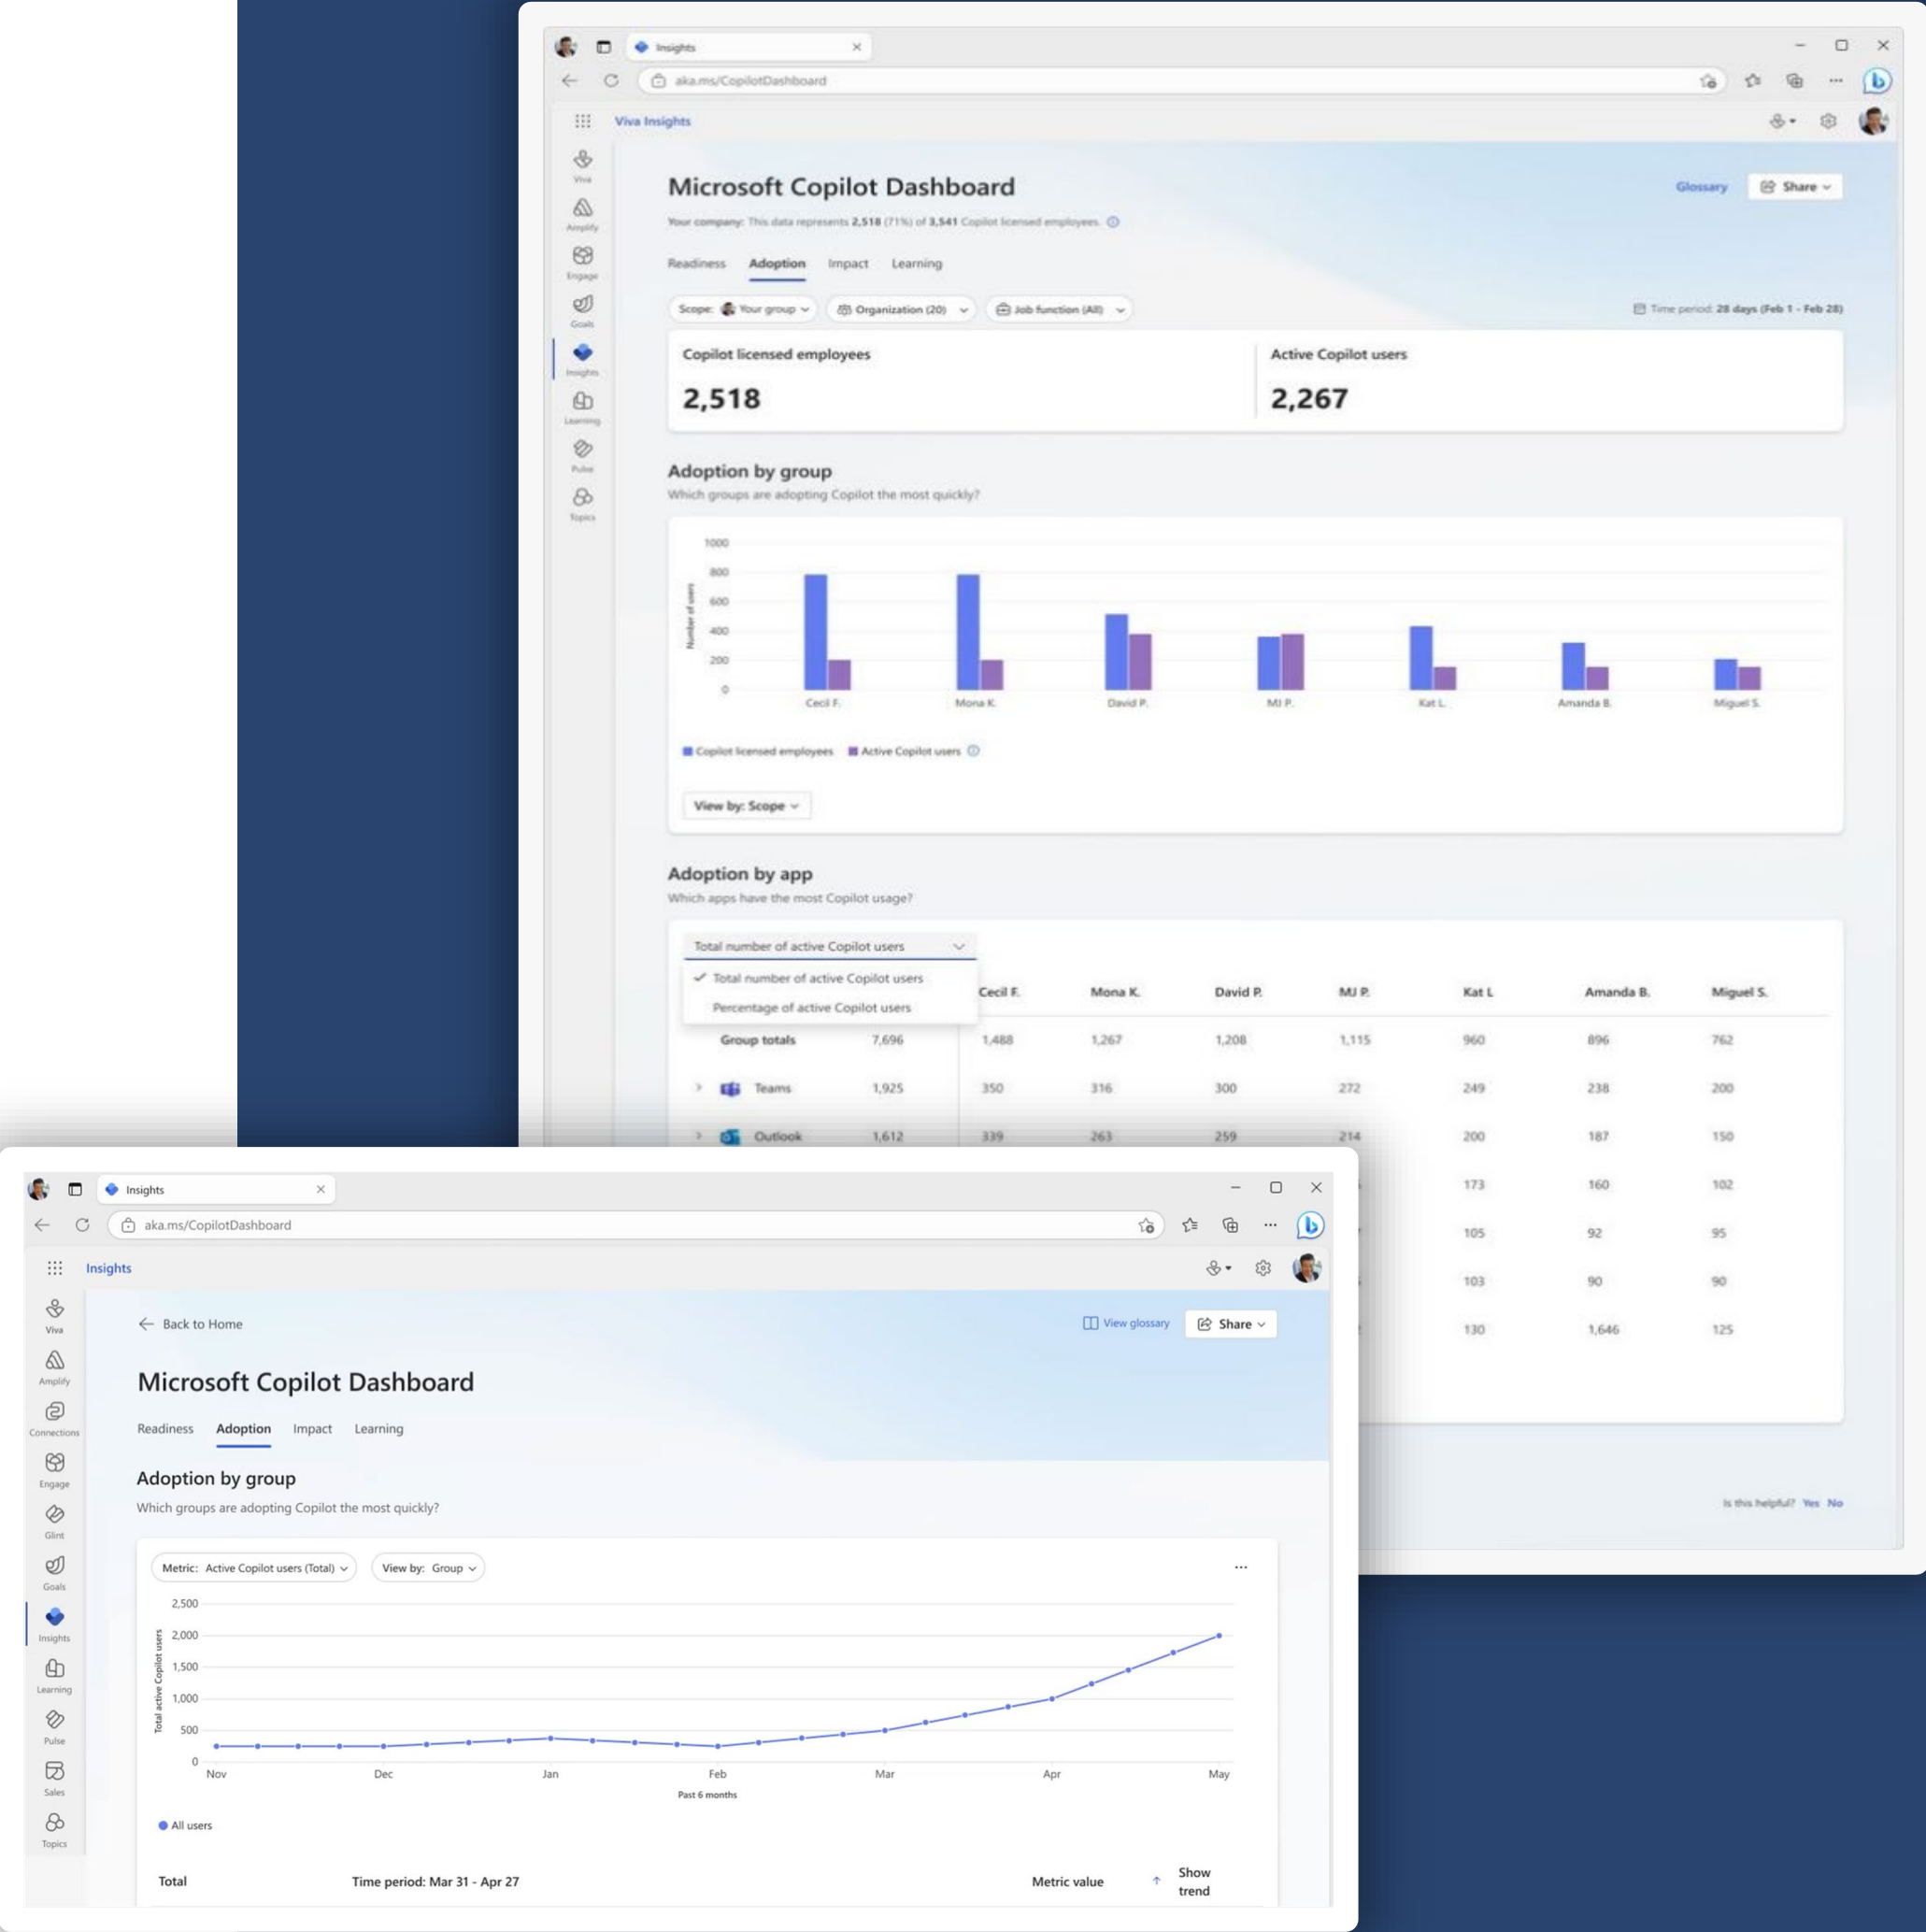 Insights
aka.ms/CopilotDashboard
Viva Insights
Viva
Amplify
Engage
Goals
Insights
Learning
Pulse
Topics
Microsoft Copilot Dashboard
Glossary
Share
Your company: This data represents 2,518 (71%) of 3,541 Copilot licensed employees.
Readiness Adoption Impact Learning
Scope: Your group Organization (20) Job function (All) Time period: 28 days (Feb 1 - Feb 28)
Copilot licensed employees
2,518
Active Copilot users
2,267
Adoption by group
Which groups are adopting Copilot the most quickly?
Number of users
1000
800
600
400
200
0
Cecil F. Mona K. David P. MJ P. Kat L. Amanda B. Miguel S.
Copilot licensed employees Active Copilot users
View by: Scope
Adoption by app
Which apps have the most Copilot usage?
Total number of active Copilot users
Total number of active Copilot users
Percentage of active Copilot users
Cecil F. Mona K. David P. MJ P. Kat L Amanda B. Miguel S.
Group totals 7,696 1,488 1,267 1,208 1,115 960 896 762
Teams 1,925 350 316 300 272 249 238 200
Outlook 1,612 339 263 259 214 200 187 150
173 160 102
105 92 95
103 90 90
130 1,646 125
Is this helpful? Yes No
Insights
aka.ms/CopilotDashboard
Insights
Viva
Amplify
Connections
Engage
Glint
Goals
Insights
Learning
Pulse
Sales
Topics
Back to Home
View glossary
Share
Microsoft Copilot Dashboard
Readiness Adoption Impact Learning
Adoption by group
Which groups are adopting Copilot the most quickly?
Metric: Active Copilot users (Total) View by: Group
Total active Copilot users
2,500
2,000
1,500
1,000
500
0
Nov Dec Jan Feb Mar Apr May
Past 6 months
All users
Total Time period: Mar 31 - Apr 27 Metric value Show
trend